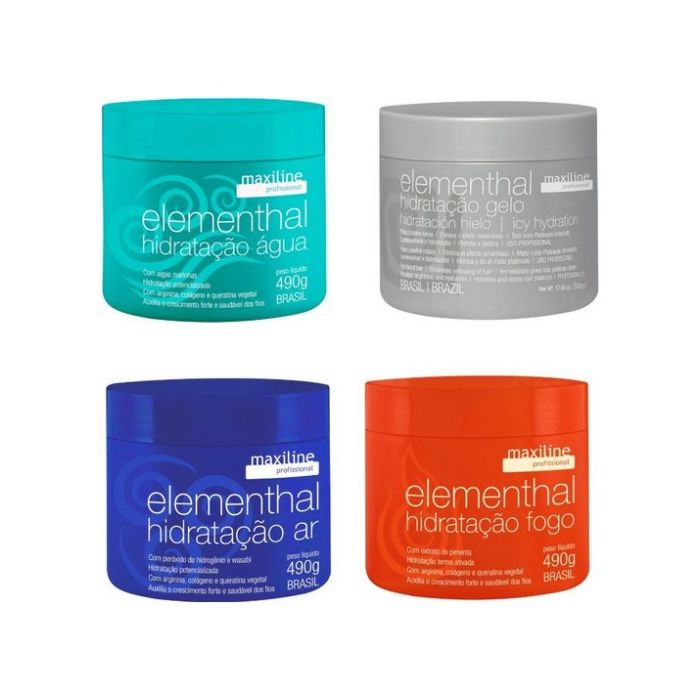 maxiline
profissional
elementhal
hidratação água
Com algas marinhas
Hidratação potencializada
Com arginina, colágeno e queratina vegetal
Auxilia o crescimento forte e saudável dos fios
peso líquido
490g
BRASIL
maxiline
profissional
elementhal
hidratação gelo
hidratación hielo | icy hydration
BRASIL | BRAZIL
maxiline
profissional
elementhal
hidratação ar
Com peróxido de hidrogênio e wasabi
Hidratação potencializada
Com arginina, colágeno e queratina vegetal
Auxilia o crescimento forte e saudável dos fios
peso líquido
490g
BRASIL
maxiline
profissional
elementhal
hidratação fogo
Com extrato de pimenta
Hidratação termo ativada
Com arginina, colágeno e queratina vegetal
Auxilia o crescimento forte e saudável dos fios
peso líquido
490g
BRASIL